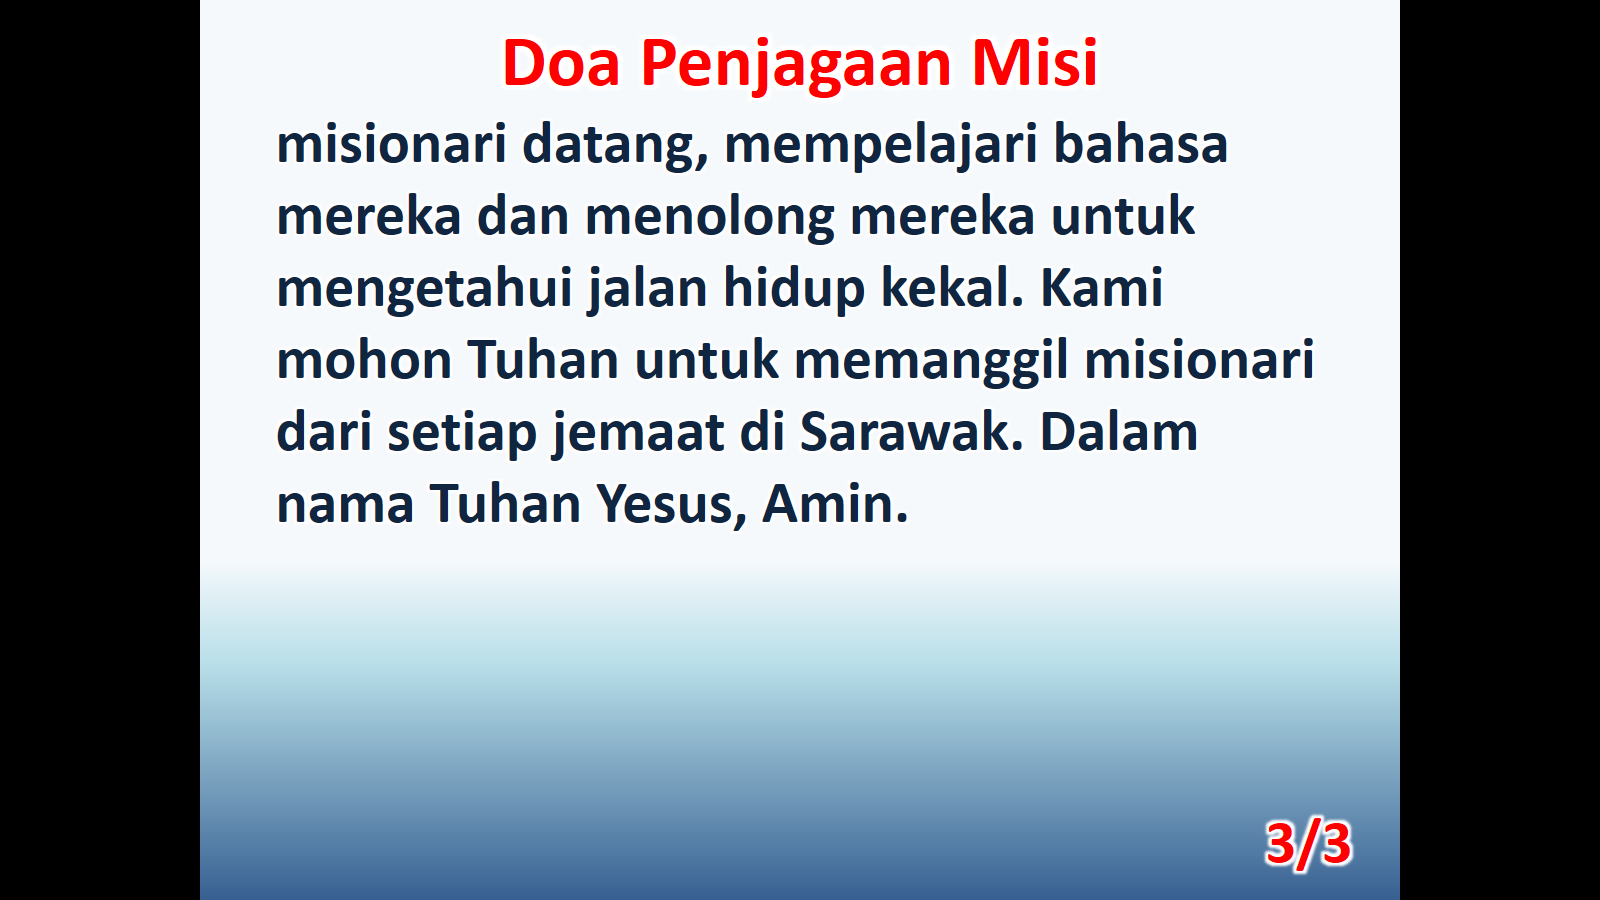 Doa Penjagaan Misi
misionari datang, mempelajari bahasa
mereka dan menolong mereka untuk
mengetahui jalan hidup kekal. Kami
mohon Tuhan untuk memanggil misionari
dari setiap jemaat di Sarawak. Dalam
nama Tuhan Yesus, Amin.
3/3